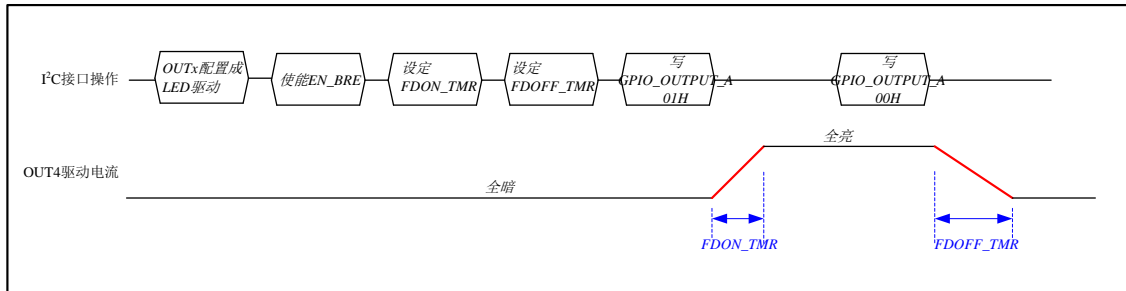 I²C接口操作
OUTx配置成
LED驱动
使能EN_BRE
设定
FDON_TMR
设定
FDOFF_TMR
写
GPIO_OUTPUT_A
01H
写
GPIO_OUTPUT_A
00H
OUT4驱动电流
全暗
全亮
FDON_TMR
FDOFF_TMR